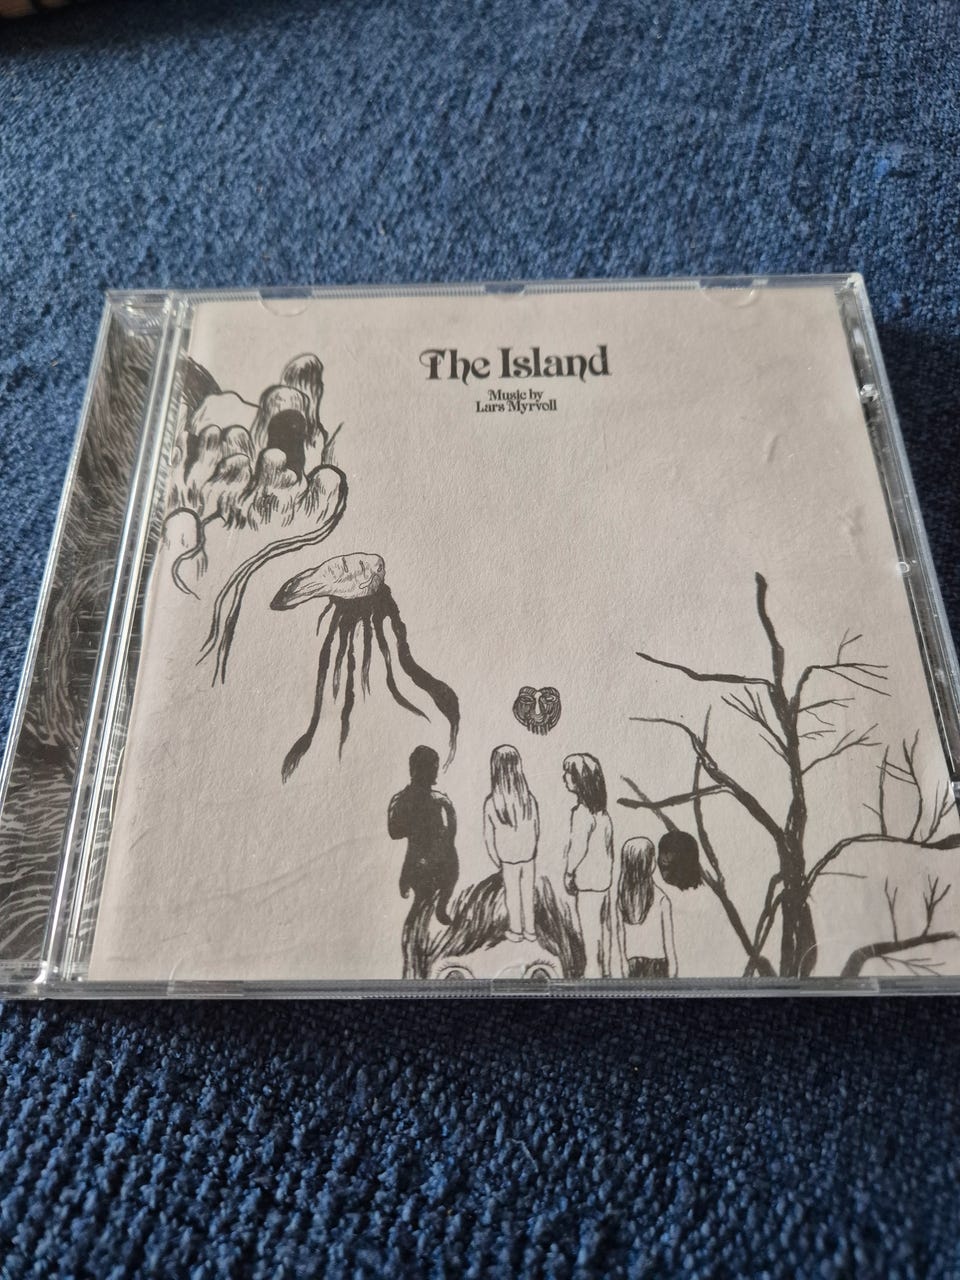 The Island
Music by
Lars Myrvoll